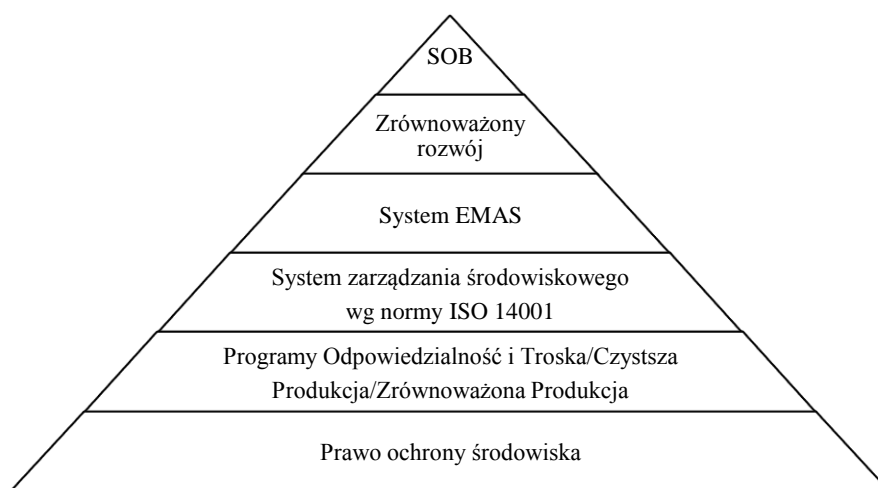 SOB
Zrównoważony
rozwój
System EMAS
System zarządzania środowiskowego
wg normy ISO 14001
Programy Odpowiedzialność i Troska/Czystsza
Produkcja/Zrównoważona Produkcja
Prawo ochrony środowiska